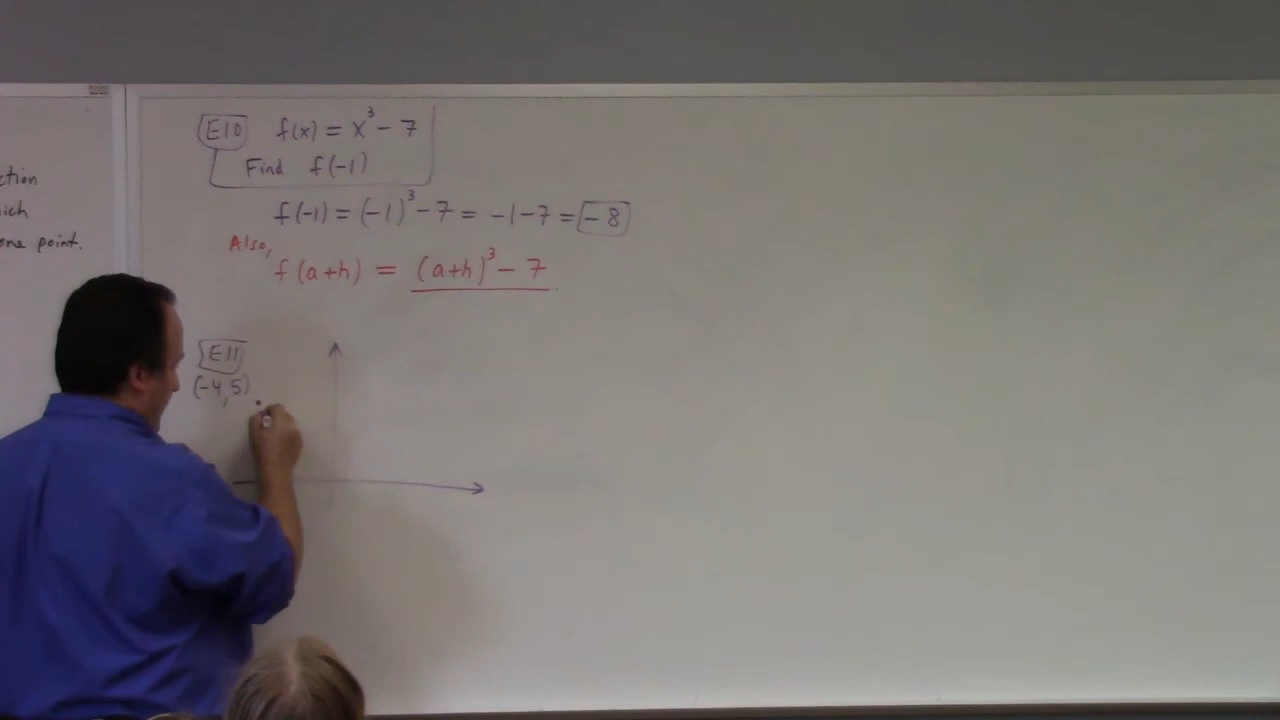 ction
ich
one point.
E10 f(x) = x³ - 7
Find f(-1)
f(-1) = (-1)³ - 7 = -1 - 7 = -8
Also,
f(a+h) = (a+h)³ - 7
E11
(-4,5)